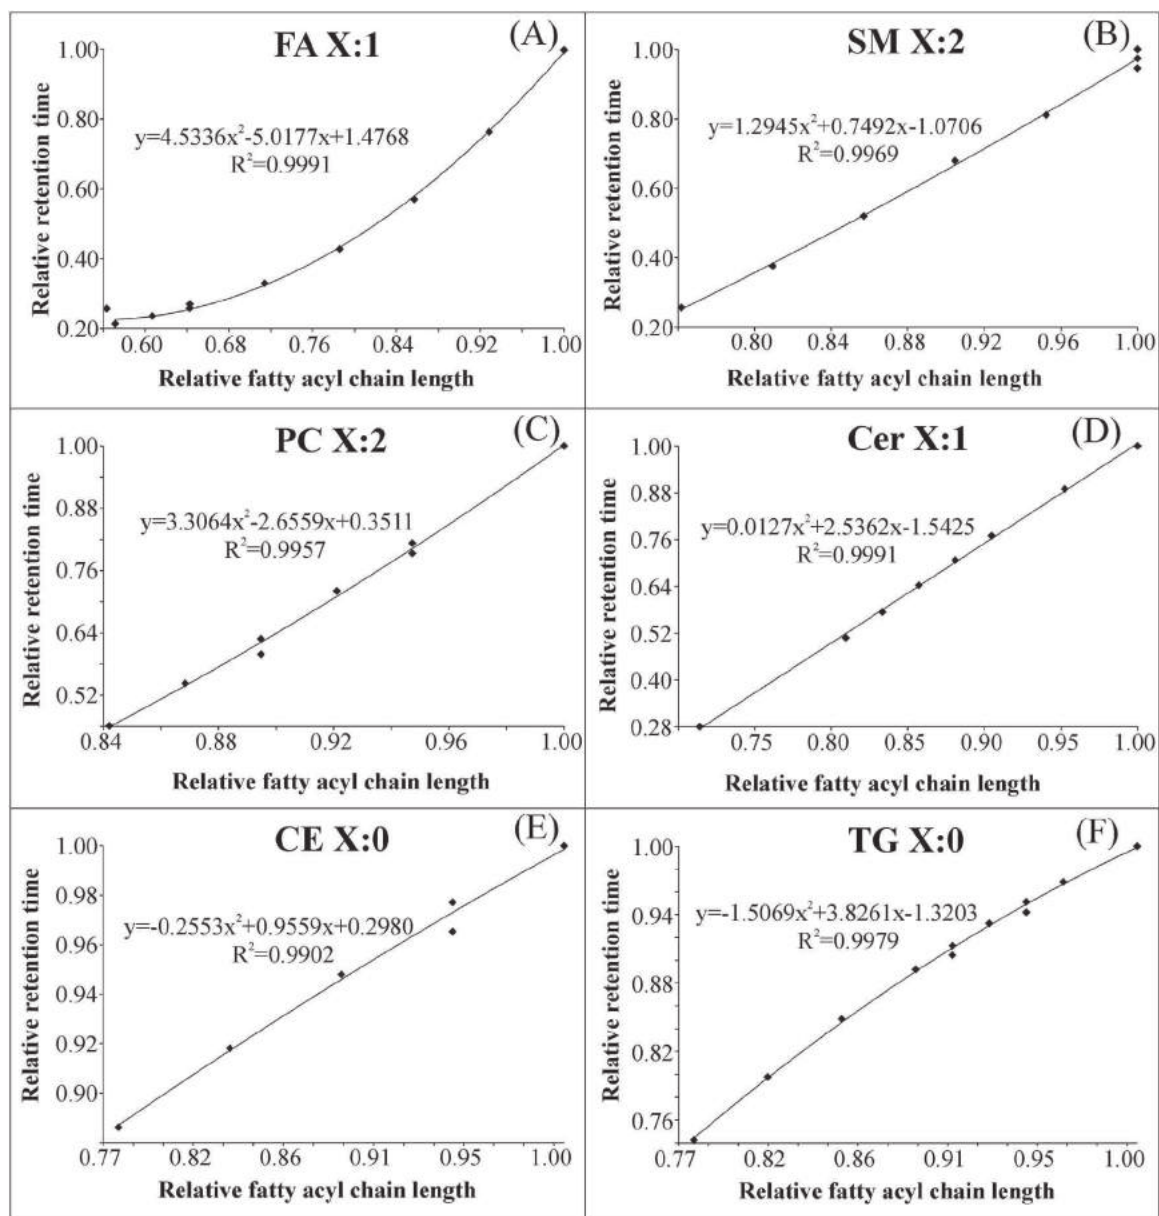 (A)
FA X:1
y=4.5336x²-5.0177x+1.4768
R²=0.9991
Relative retention time
1.00
0.80
0.60
0.40
0.20
0.60 0.68 0.76 0.84 0.92 1.00
Relative fatty acyl chain length
(B)
SM X:2
y=1.2945x²+0.7492x-1.0706
R²=0.9969
Relative retention time
1.00
0.80
0.60
0.40
0.20
0.80 0.84 0.88 0.92 0.96 1.00
Relative fatty acyl chain length
(C)
PC X:2
y=3.3064x²-2.6559x+0.3511
R²=0.9957
Relative retention time
1.00
0.88
0.76
0.64
0.52
0.84 0.88 0.92 0.96 1.00
Relative fatty acyl chain length
(D)
Cer X:1
y=0.0127x²+2.5362x-1.5425
R²=0.9991
Relative retention time
1.00
0.88
0.76
0.64
0.52
0.40
0.28
0.75 0.80 0.85 0.90 0.95 1.00
Relative fatty acyl chain length
(E)
CE X:0
y=-0.2553x²+0.9559x+0.2980
R²=0.9902
Relative retention time
1.00
0.98
0.96
0.94
0.92
0.90
0.77 0.82 0.86 0.91 0.95 1.00
Relative fatty acyl chain length
(F)
TG X:0
y=-1.5069x²+3.8261x-1.3203
R²=0.9979
Relative retention time
1.00
0.94
0.88
0.82
0.76
0.77 0.82 0.86 0.91 0.95 1.00
Relative fatty acyl chain length